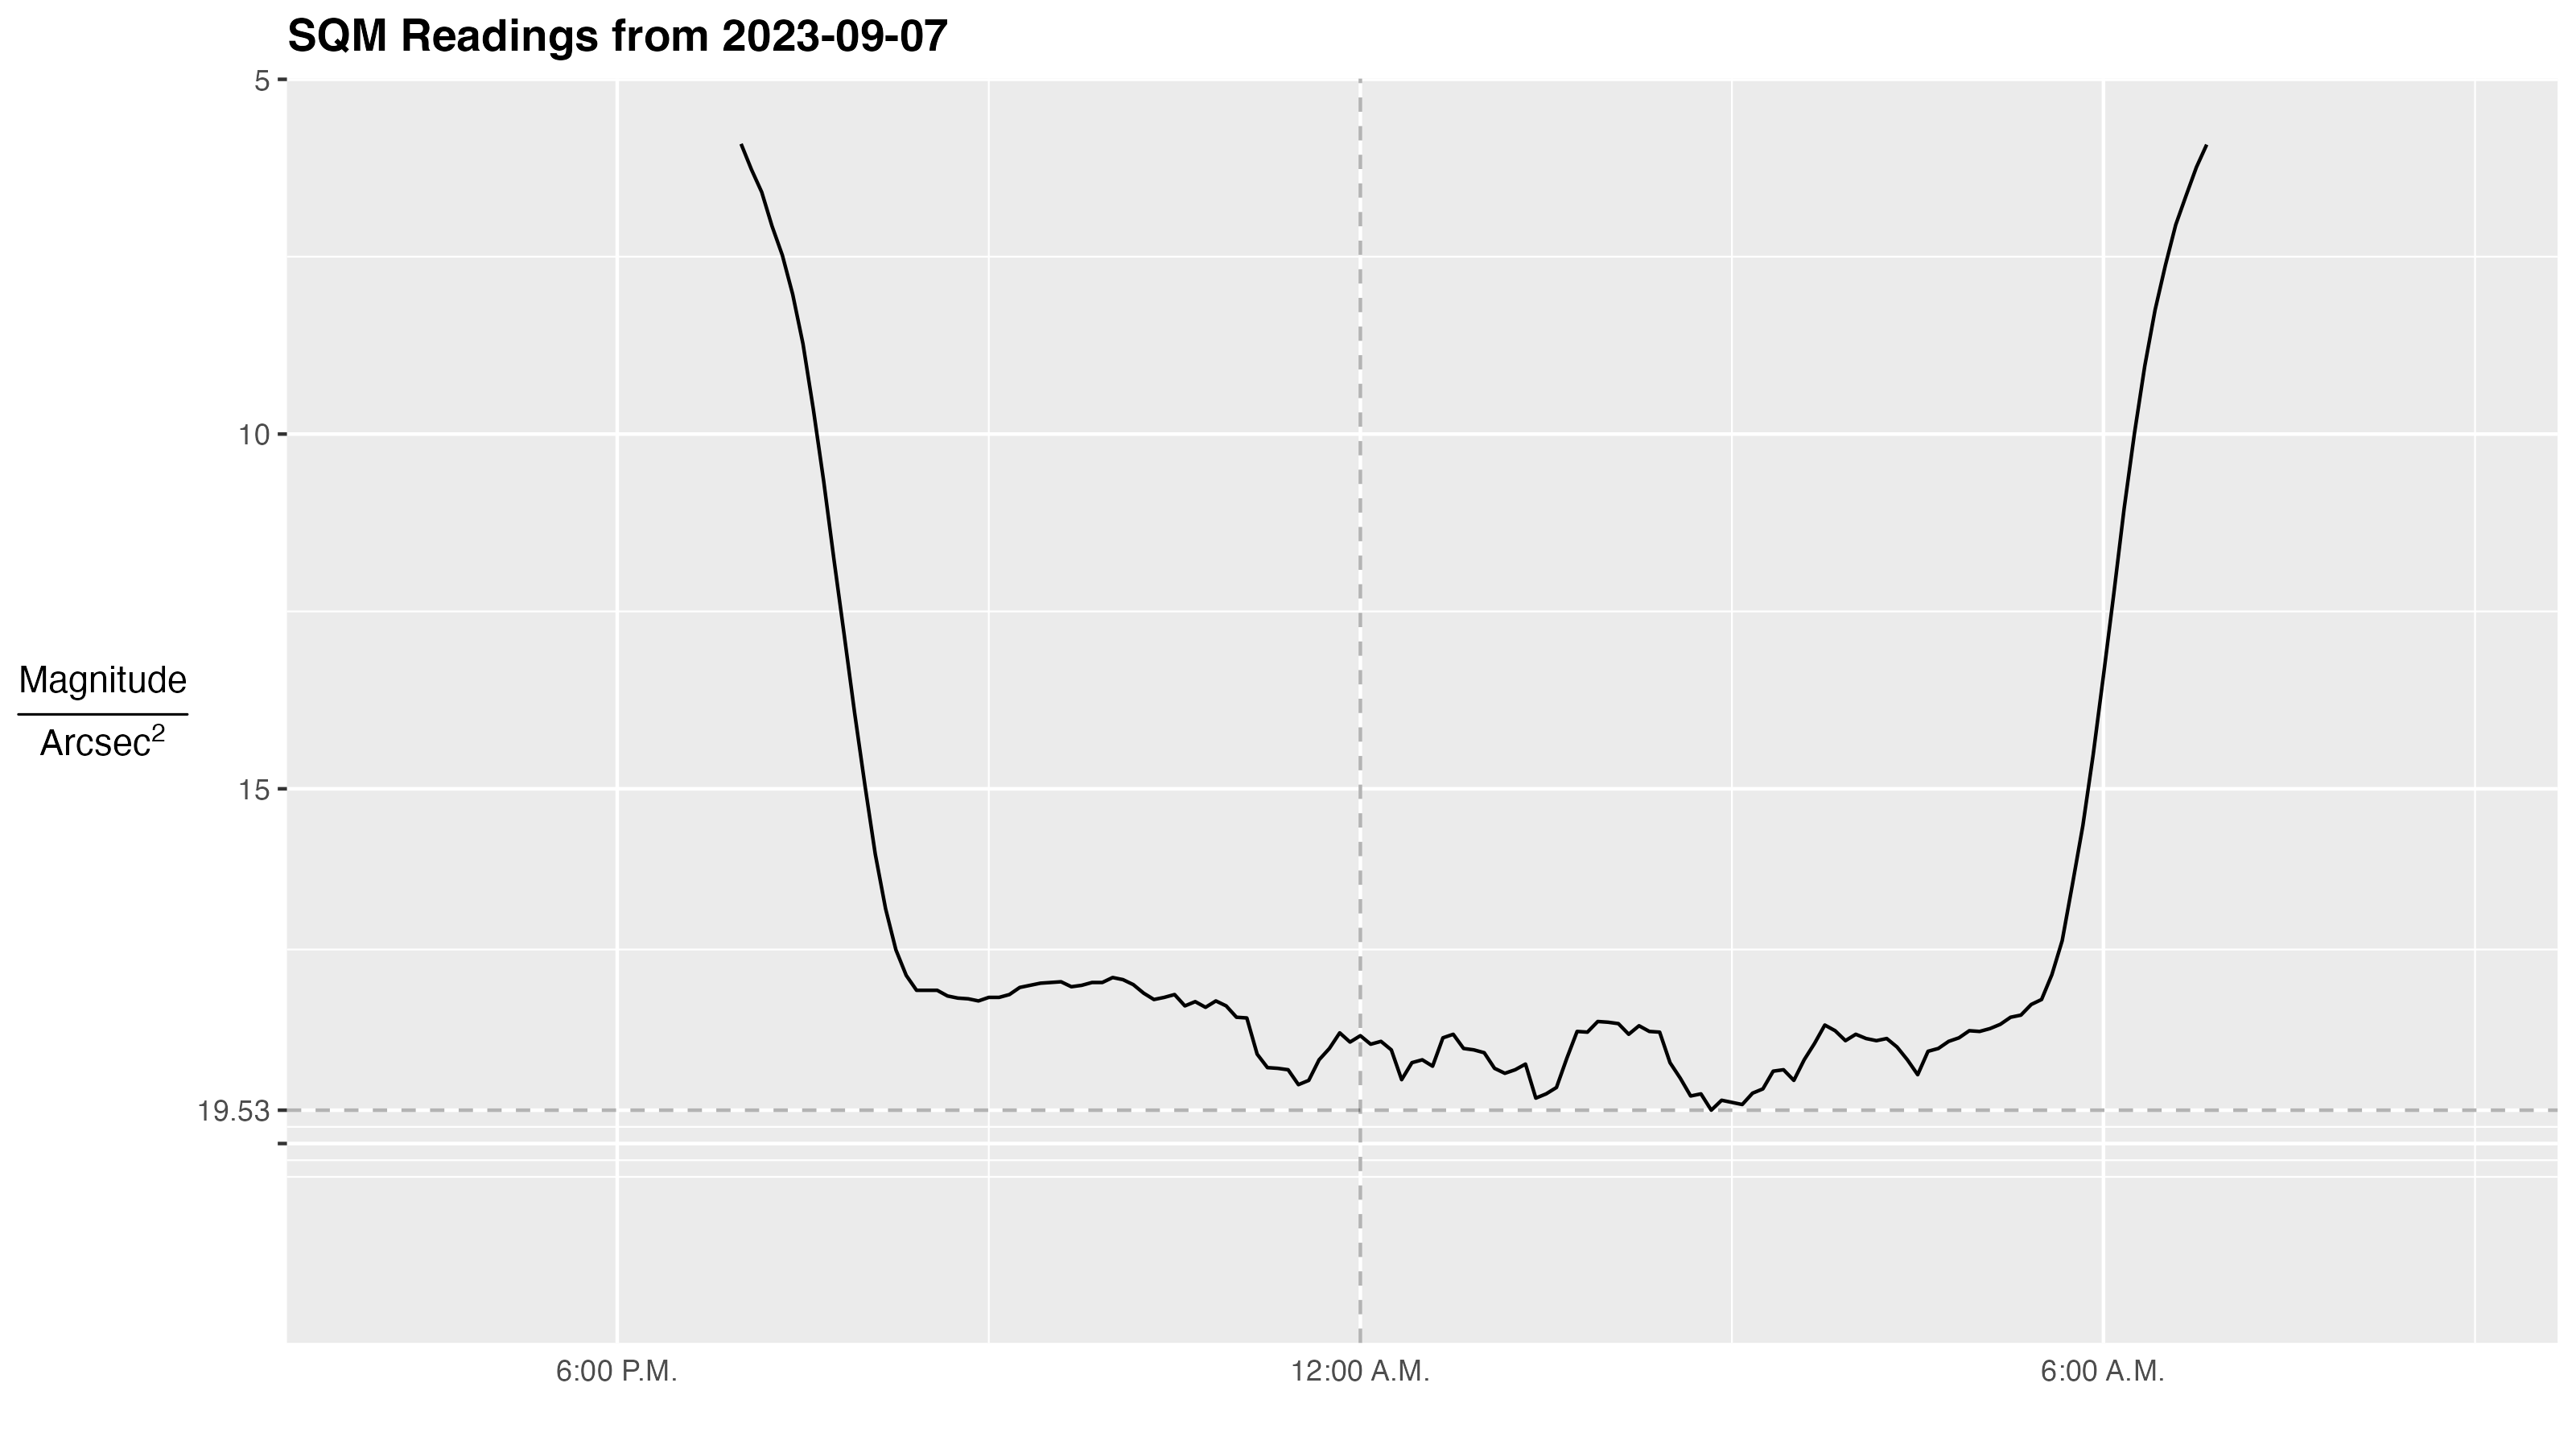 SQM Readings from 2023-09-07
5
10
15
19.53
Magnitude
Arcsec²
6:00 P.M.
12:00 A.M.
6:00 A.M.